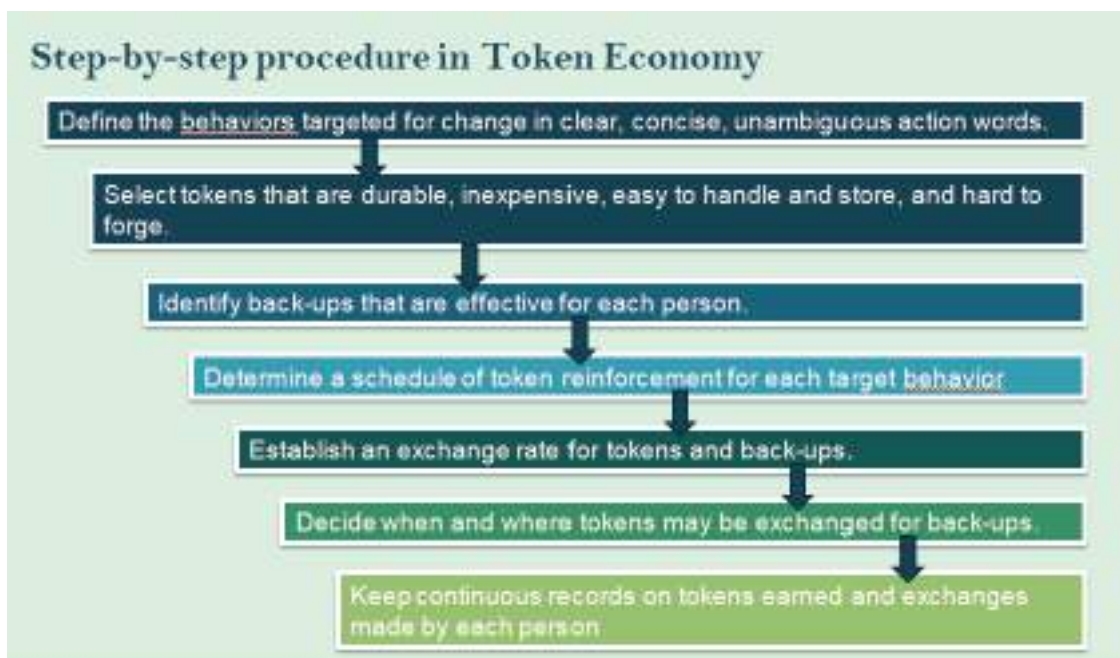 Step-by-step procedure in Token Economy
Define the behaviors targeted for change in clear, concise, unambiguous action words.
Select tokens that are durable, inexpensive, easy to handle and store, and hard to
forge.
Identify back-ups that are effective for each person.
Determine a schedule of token reinforcement for each target behavior
Establish an exchange rate for tokens and back-ups.
Decide when and where tokens may be exchanged for back-ups.
Keep continuous records on tokens earned and exchanges
made by each person